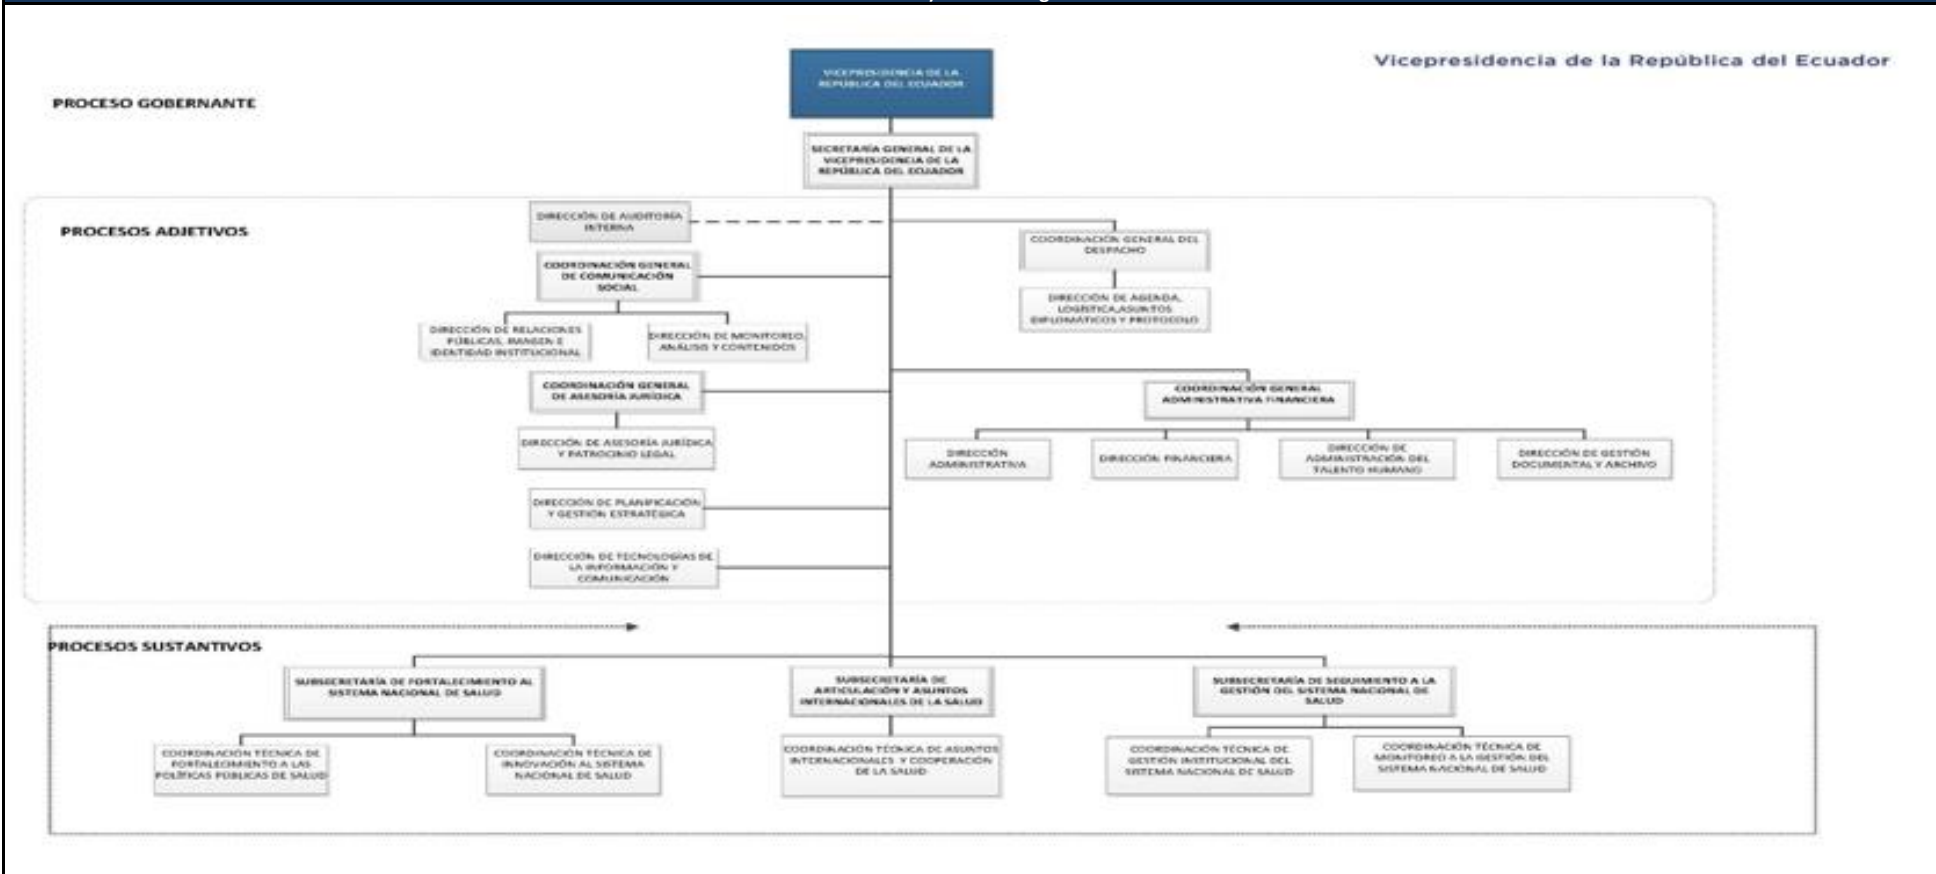 VICEPRESIDENCIA DE LA
REPÚBLICA DEL ECUADOR
Vicepresidencia de la República del Ecuador
PROCESO GOBERNANTE
SECRETARÍA GENERAL DE LA
VICEPRESIDENCIA DE LA
REPÚBLICA DEL ECUADOR
PROCESOS ADJETIVOS
DIRECCIÓN DE AUDITORÍA
INTERNA
COORDINACIÓN GENERAL DEL
DESPACHO
COORDINACIÓN GENERAL
DE COMUNICACIÓN
SOCIAL
DIRECCIÓN DE AGENDA,
LOGÍSTICA,ASUNTOS
DIPLOMÁTICOS Y PROTOCOLO
DIRECCIÓN DE RELACIONES
PÚBLICAS, IMAGEN E
IDENTIDAD INSTITUCIONAL
DIRECCIÓN DE MONITOREO,
ANÁLISIS Y CONTENIDOS
COORDINACIÓN GENERAL
DE ASESORÍA JURÍDICA
COORDINACIÓN GENERAL
ADMINISTRATIVA FINANCIERA
DIRECCIÓN DE ASESORÍA JURÍDICA
Y PATROCINIO LEGAL
DIRECCIÓN
ADMINISTRATIVA
DIRECCIÓN FINANCIERA
DIRECCIÓN DE
ADMINISTRACIÓN DEL
TALENTO HUMANO
DIRECCIÓN DE GESTIÓN
DOCUMENTAL Y ARCHIVO
DIRECCIÓN DE PLANIFICACIÓN
Y GESTIÓN ESTRATÉGICA
DIRECCIÓN DE TECNOLOGÍAS DE
LA INFORMACIÓN Y
COMUNICACIÓN
PROCESOS SUSTANTIVOS
SUBSECRETARÍA DE FORTALECIMIENTO AL
SISTEMA NACIONAL DE SALUD
SUBSECRETARÍA DE
ARTICULACIÓN Y ASUNTOS
INTERNACIONALES DE LA SALUD
SUBSECRETARÍA DE SEGUIMIENTO A LA
GESTIÓN DEL SISTEMA NACIONAL DE
SALUD
COORDINACIÓN TÉCNICA DE
FORTALECIMIENTO A LAS
POLÍTICAS PÚBLICAS DE SALUD
COORDINACIÓN TÉCNICA DE
INNOVACIÓN AL SISTEMA
NACIONAL DE SALUD
COORDINACIÓN TÉCNICA DE ASUNTOS
INTERNACIONALES Y COOPERACIÓN
DE LA SALUD
COORDINACIÓN TÉCNICA DE
GESTIÓN INSTITUCIONAL DEL
SISTEMA NACIONAL DE SALUD
COORDINACIÓN TÉCNICA DE
MONITOREO A LA GESTIÓN DEL
SISTEMA NACIONAL DE SALUD